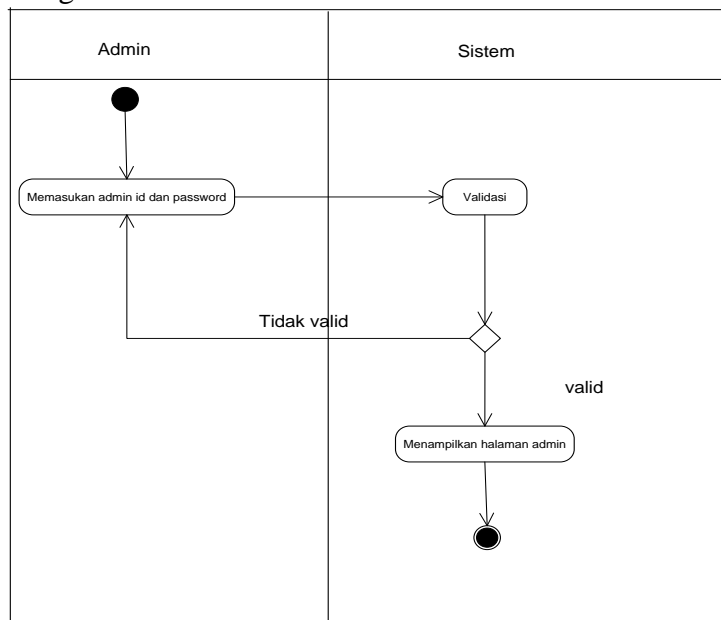 Admin
Sistem
Memasukan admin id dan password
Validasi
Tidak valid
valid
Menampilkan halaman admin